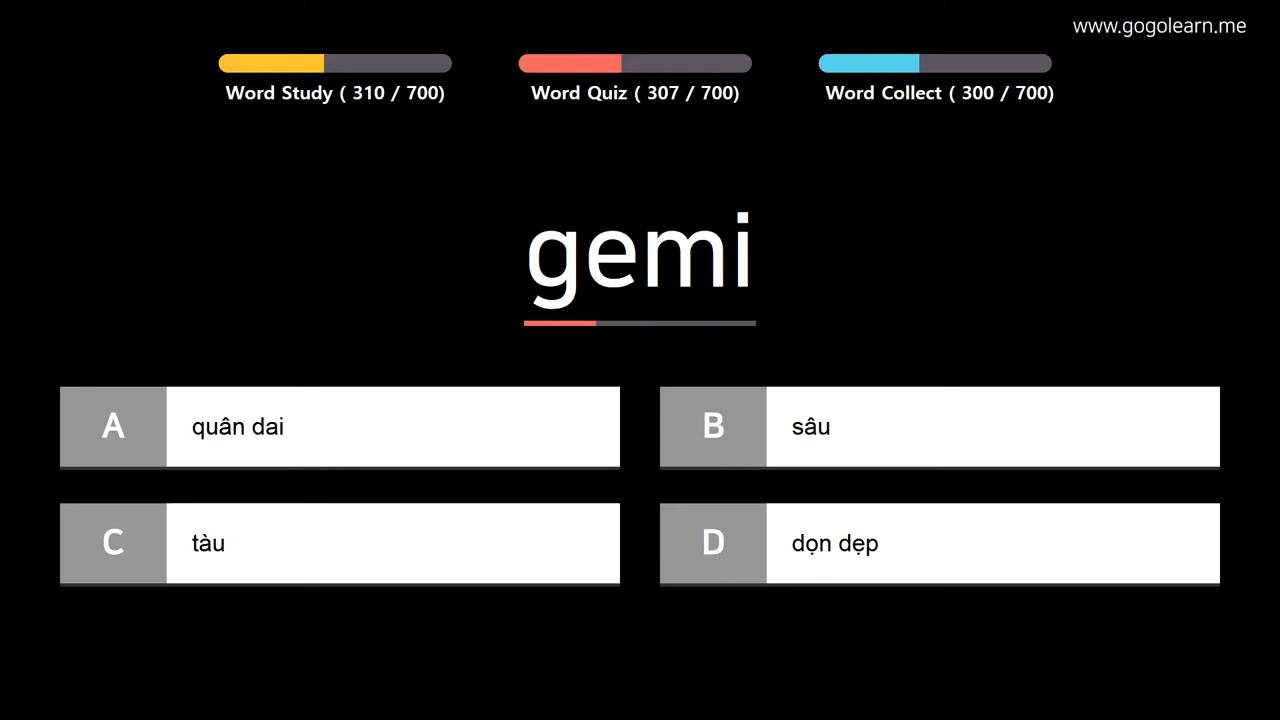 www.gogolearn.me
Word Study ( 310 / 700)
Word Quiz ( 307 / 700)
Word Collect ( 300 / 700)
gemi
A
quân dai
B
sâu
C
tàu
D
dọn dẹp